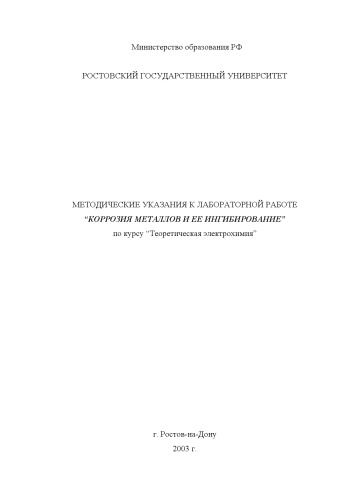 Министерство образования РФ
РОСТОВСКИЙ ГОСУДАРСТВЕННЫЙ УНИВЕРСИТЕТ
МЕТОДИЧЕСКИЕ УКАЗАНИЯ К ЛАБОРАТОРНОЙ РАБОТЕ
“КОРРОЗИЯ МЕТАЛЛОВ И ЕЕ ИНГИБИРОВАНИЕ”
по курсу “Теоретическая электрохимия”
г. Ростов-на-Дону
2003 г.